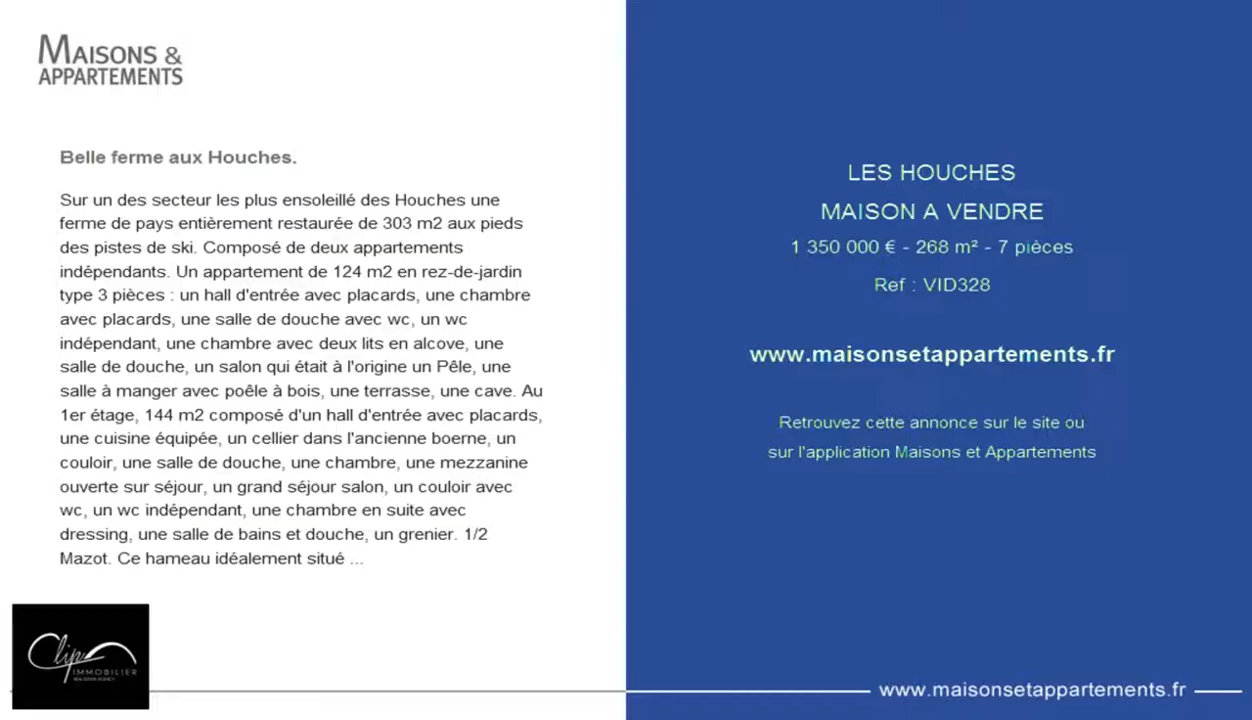 MAISONS &
APPARTEMENTS
Belle ferme aux Houches.
Sur un des secteur les plus ensoleillé des Houches une
ferme de pays entièrement restaurée de 303 m2 aux pieds
des pistes de ski. Composé de deux appartements
indépendants. Un appartement de 124 m2 en rez-de-jardin
type 3 pièces : un hall d'entrée avec placards, une chambre
avec placards, une salle de douche avec wc, un wc
indépendant, une chambre avec deux lits en alcove, une
salle de douche, un salon qui était à l'origine un Pêle, une
salle à manger avec poêle à bois, une terrasse, une cave. Au
1er étage, 144 m2 composé d'un hall d'entrée avec placards,
une cuisine équipée, un cellier dans l'ancienne boerne, un
couloir, une salle de douche, une chambre, une mezzanine
ouverte sur séjour, un grand séjour salon, un couloir avec
wc, un wc indépendant, une chambre en suite avec
dressing, une salle de bains et douche, un grenier. 1/2
Mazot. Ce hameau idéalement situé ...
Clip
IMMOBILIER
REAL ESTATE AGENCY
LES HOUCHES
MAISON A VENDRE
1 350 000 € - 268 m² - 7 pièces
Ref : VID328
www.maisonsetappartements.fr
Retrouvez cette annonce sur le site ou
sur l'application Maisons et Appartements
www.maisonsetappartements.fr